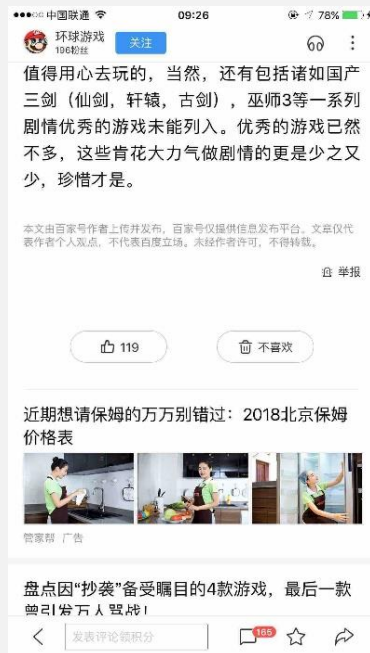 中国联通
09:26
78%
环球游戏
196粉丝
关注
值得用心去玩的，当然，还有包括诸如国产
三剑（仙剑，轩辕，古剑），巫师3等一系列
剧情优秀的游戏未能列入。优秀的游戏已然
不多，这些肯花大力气做剧情的更是少之又
少，珍惜才是。
本文由百家号作者上传并发布，百家号仅提供信息发布平台。文章仅代
表作者个人观点，不代表百度立场。未经作者许可，不得转载。
举报
119
不喜欢
近期想请保姆的万万别错过：2018北京保姆
价格表
管家帮 广告
盘点因“抄袭”备受瞩目的4款游戏，最后一款
曾引发万人骂战！
发表评论领积分
165